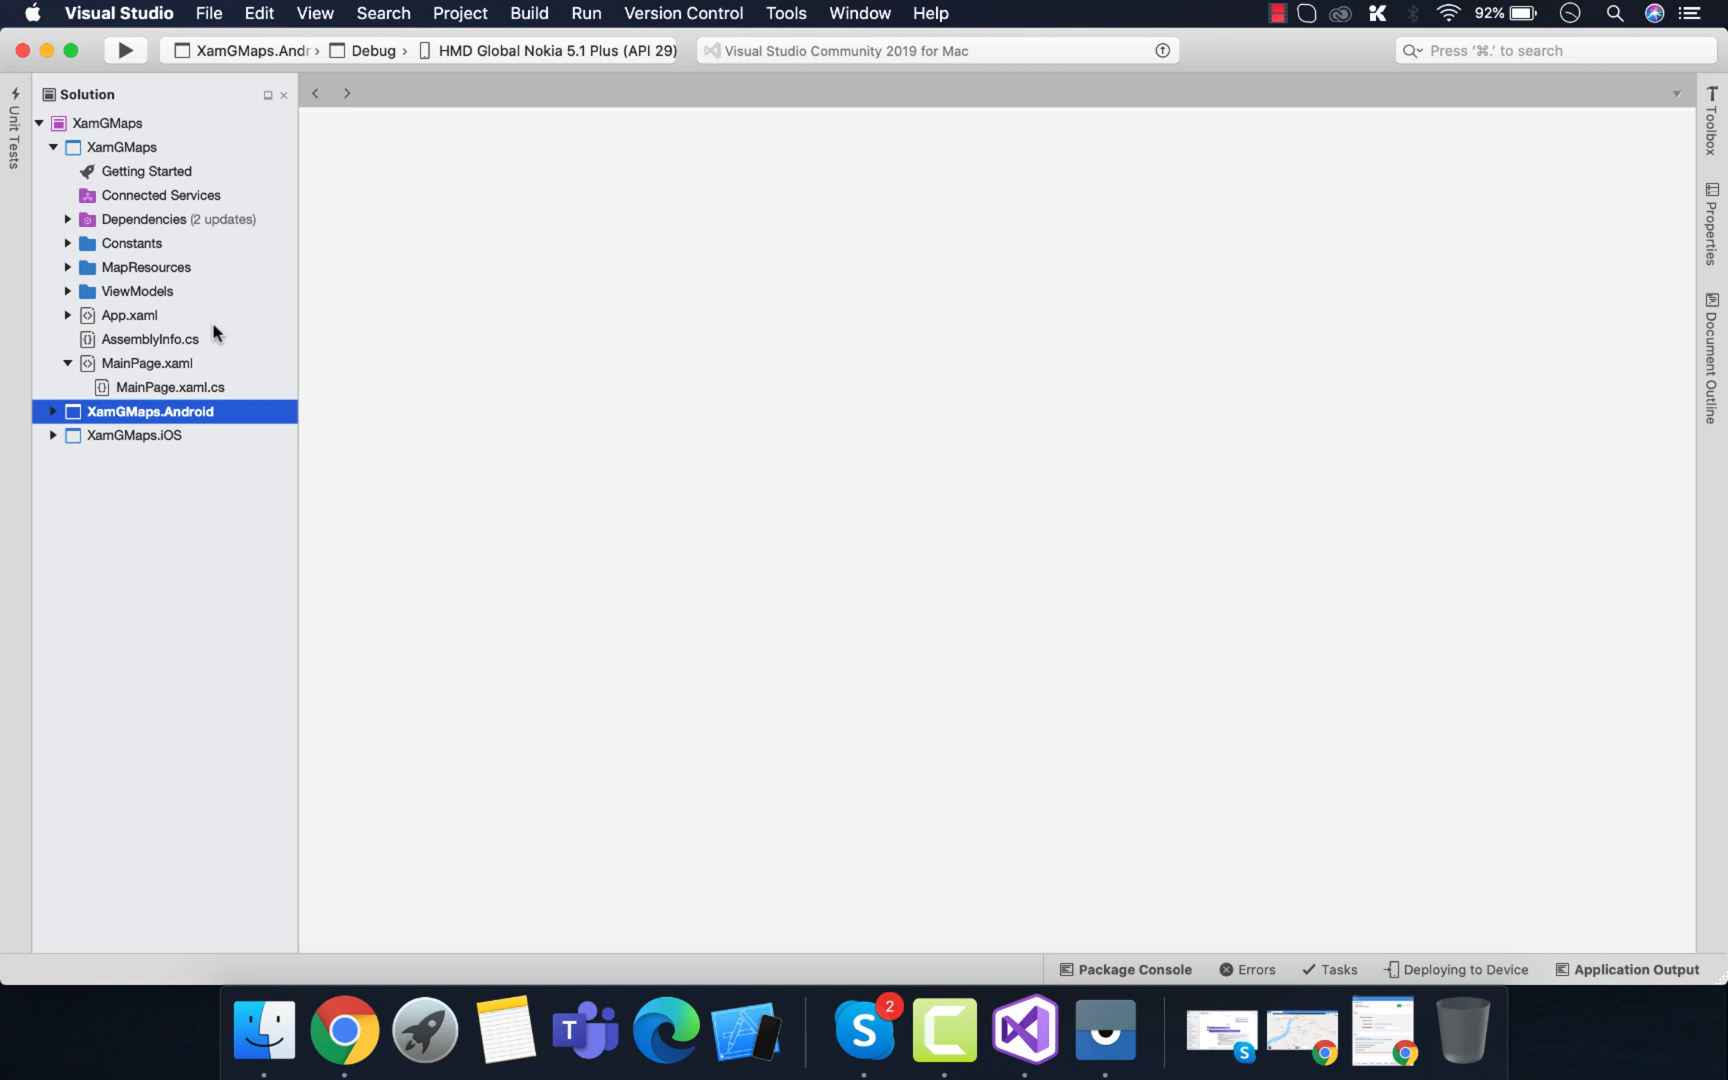 Visual Studio File Edit View Search Project Build Run Version Control Tools Window Help 92%
XamGMaps.Andr › Debug › HMD Global Nokia 5.1 Plus (API 29) Visual Studio Community 2019 for Mac Press '⌘.' to search
Unit Tests
Solution
XamGMaps
XamGMaps
Getting Started
Connected Services
Dependencies (2 updates)
Constants
MapResources
ViewModels
App.xaml
AssemblyInfo.cs
MainPage.xaml
MainPage.xaml.cs
XamGMaps.Android
XamGMaps.iOS
Toolbox
Properties
Document Outline
Package Console Errors Tasks Deploying to Device Application Output
T
S
2
S